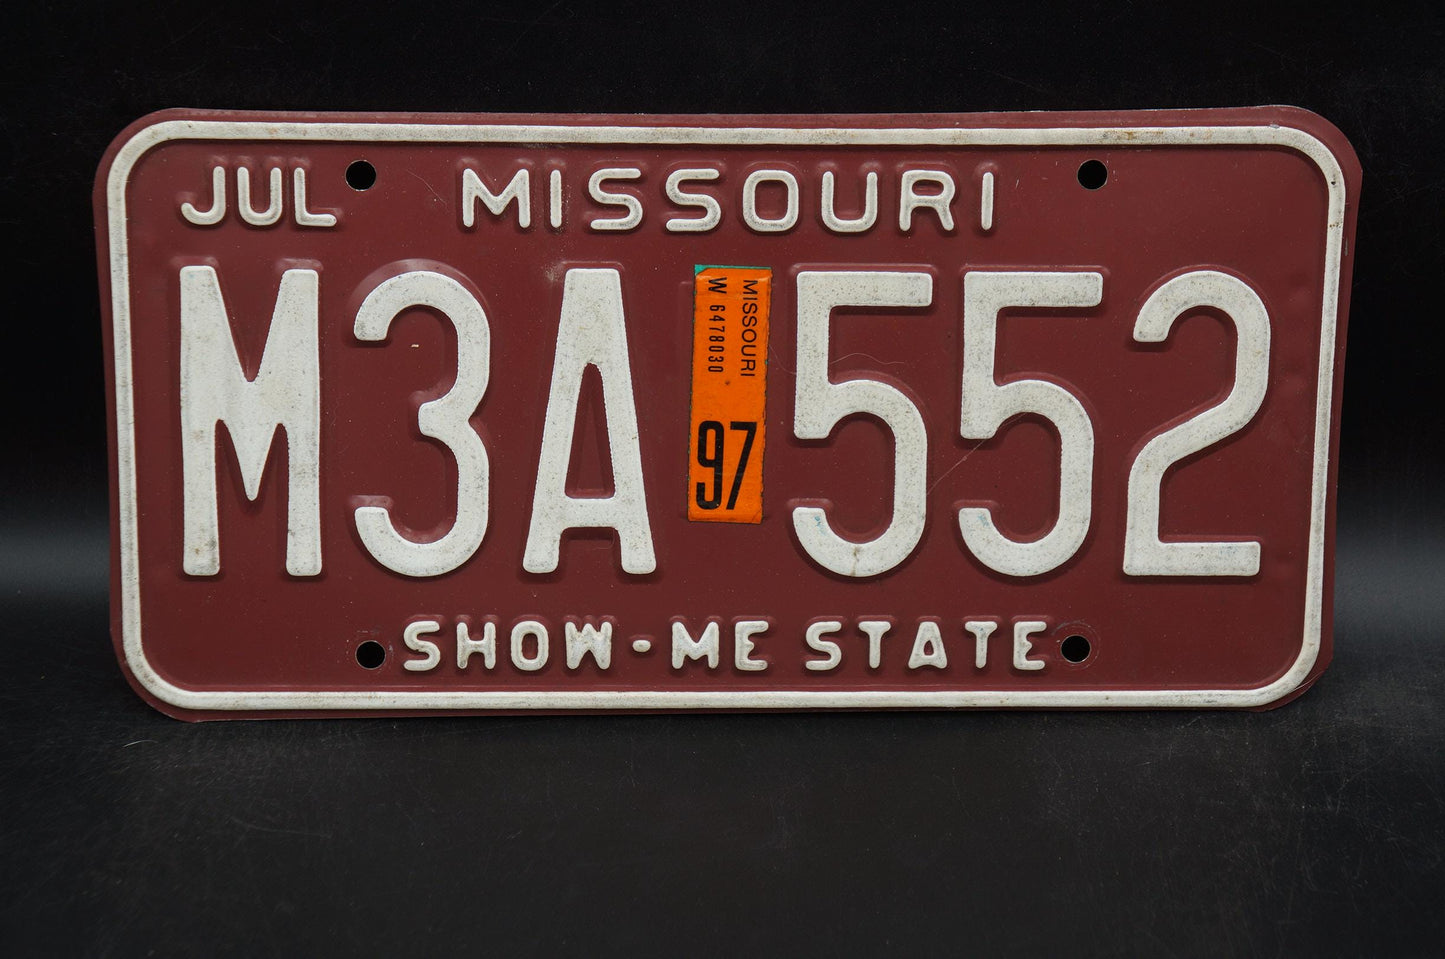 JUL MISSOURI
M3A 552
MISSOURI
W 6478030
97
SHOW-ME STATE